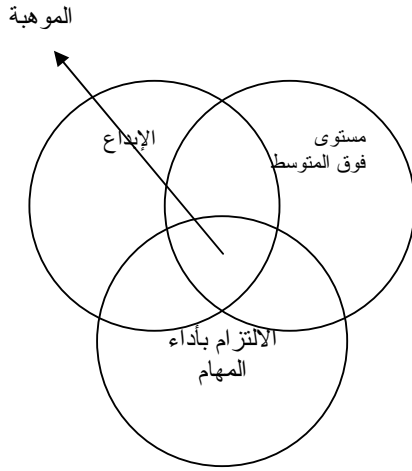 الموهبة
الإبداع
مستوى
فوق المتوسط
الالتزام بأداء
المهام